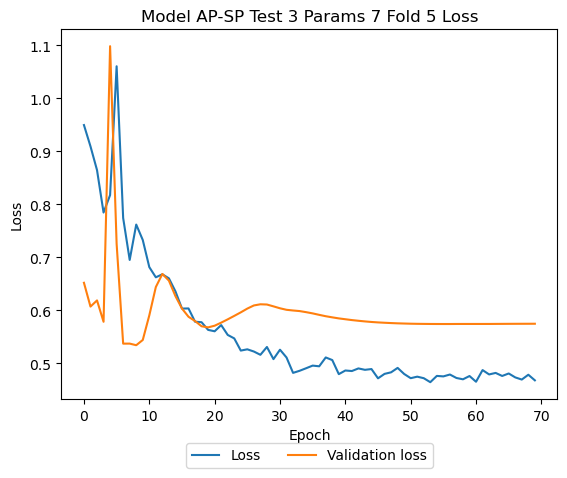 Model AP-SP Test 3 Params 7 Fold 5 Loss
1.1
1.0
0.9
0.8
0.7
0.6
0.5
Loss
0 10 20 30 40 50 60 70
Epoch
Loss Validation loss